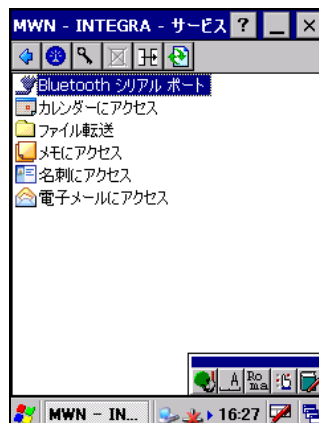 MWN - INTEGRA - サービス ? _ ×
Bluetooth シリアル ポート
カレンダーにアクセス
ファイル転送
メモにアクセス
名刺にアクセス
電子メールにアクセス
A Ro ma
MWN - IN... 16:27